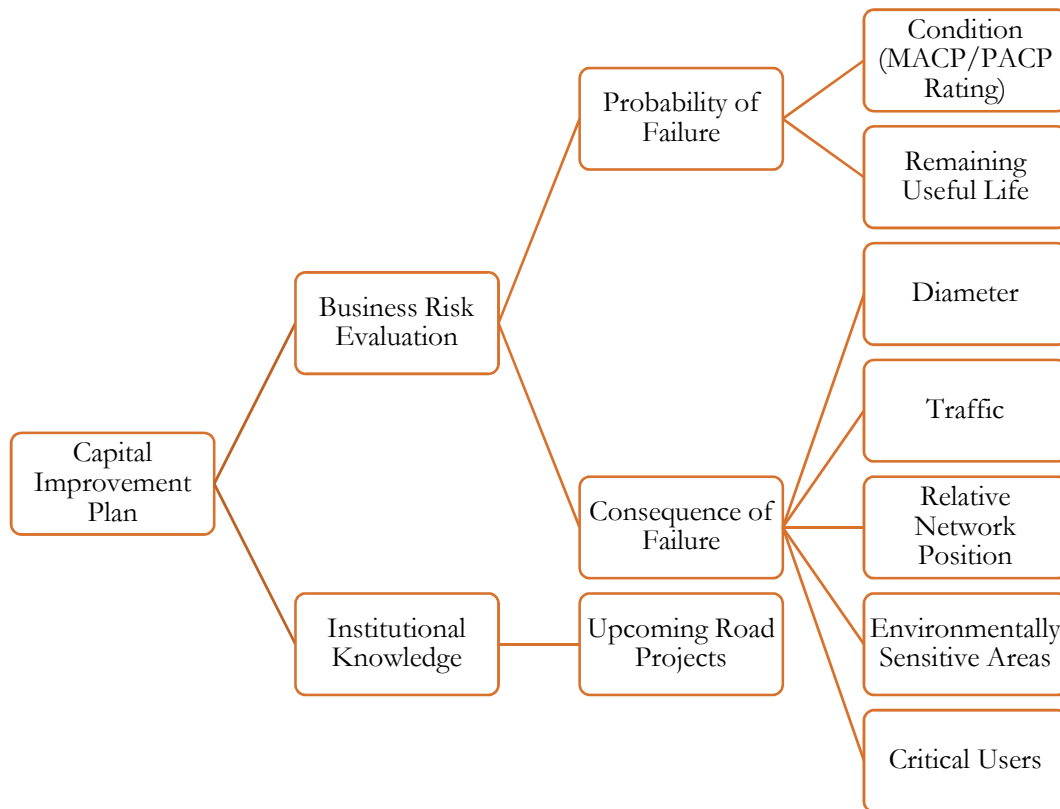 Capital
Improvement
Plan
Business Risk
Evaluation
Institutional
Knowledge
Probability of
Failure
Consequence of
Failure
Upcoming Road
Projects
Condition
(MACP/PACP
Rating)
Remaining
Useful Life
Diameter
Traffic
Relative
Network
Position
Environmentally
Sensitive Areas
Critical Users